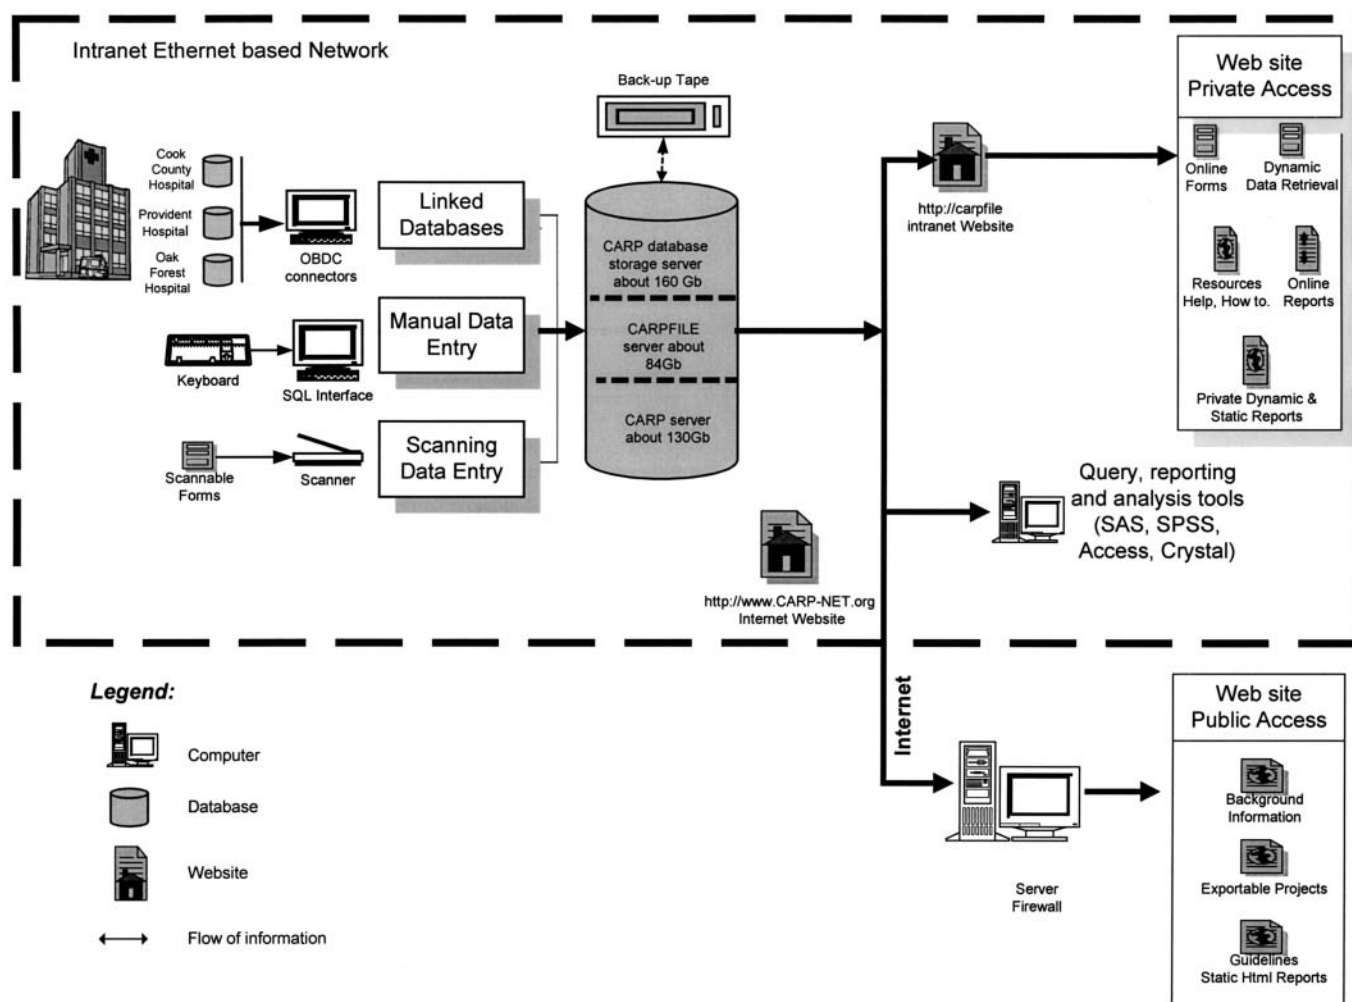 Intranet Ethernet based Network
Back-up Tape
Cook
County
Hospital
Provident
Hospital
Oak
Forest
Hospital
OBDC
connectors
Linked
Databases
Keyboard
SQL Interface
Manual Data
Entry
Scannable
Forms
Scanner
Scanning
Data Entry
CARP database
storage server
about 160 Gb
CARPFILE
server about
84Gb
CARP server
about 130Gb
http://carpfile
intranet Website
Web site
Private Access
Online
Forms
Dynamic
Data Retrieval
Resources
Help, How to.
Online
Reports
Private Dynamic &
Static Reports
Query, reporting
and analysis tools
(SAS, SPSS,
Access, Crystal)
http://www.CARP-NET.org
Internet Website
Internet
Server
Firewall
Web site
Public Access
Background
Information
Exportable Projects
Guidelines
Static Html Reports
Legend:
Computer
Database
Website
Flow of information